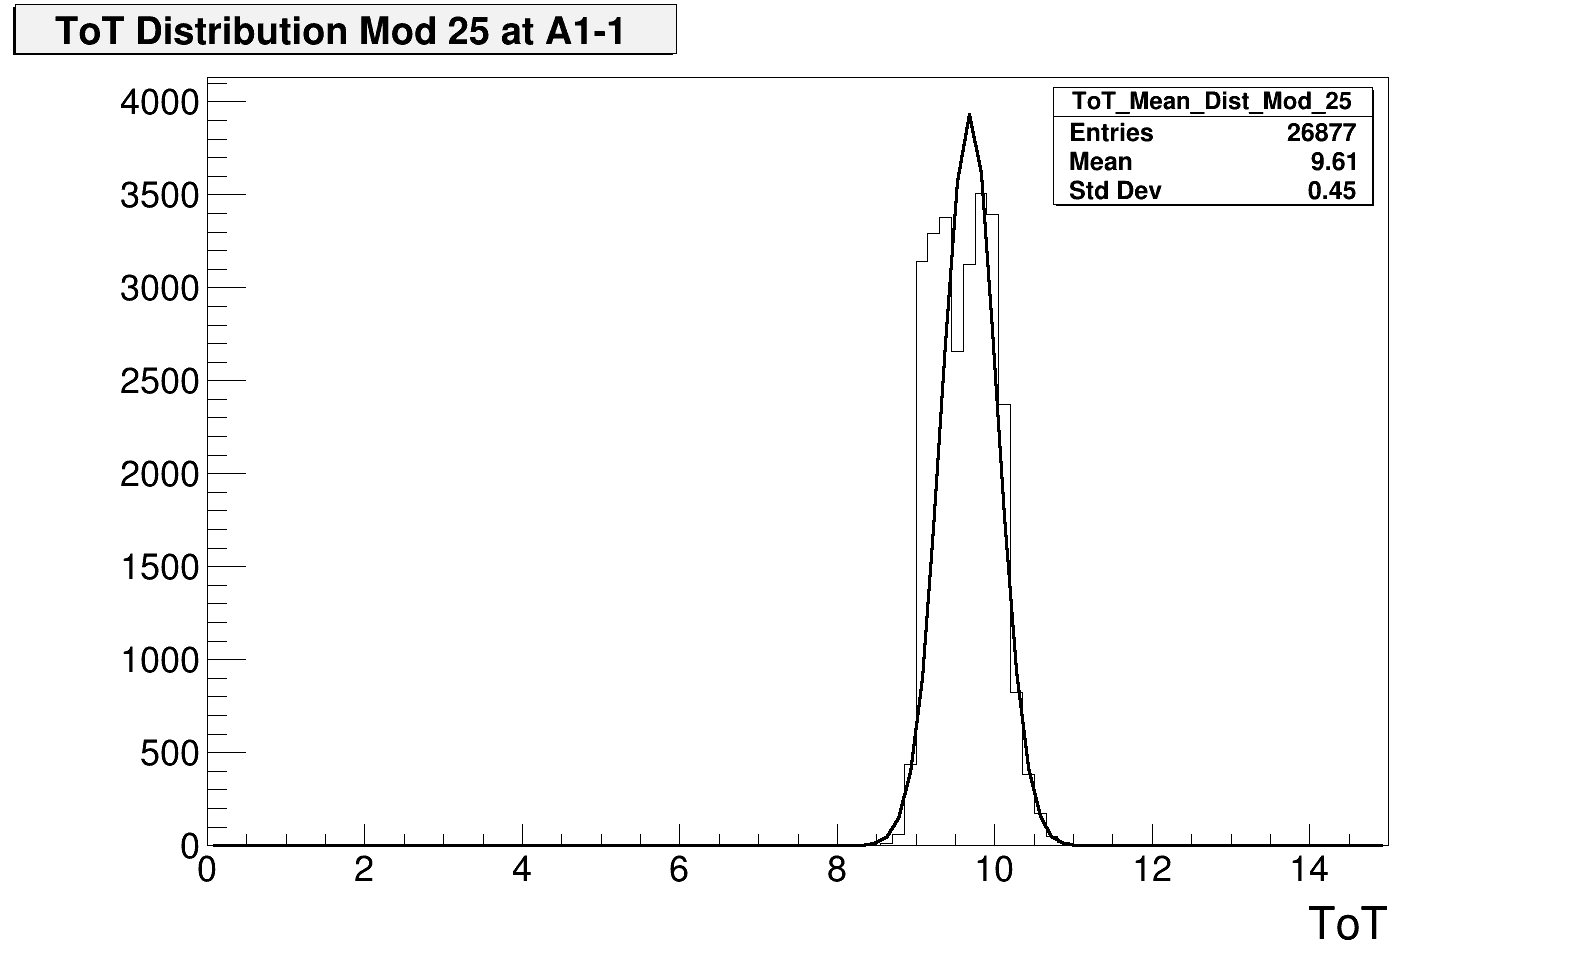 ToT Distribution Mod 25 at A1-1
ToT_Mean_Dist_Mod_25
Entries 26877
Mean 9.61
Std Dev 0.45
4000
3500
3000
2500
2000
1500
1000
500
0
0 2 4 6 8 10 12 14
ToT